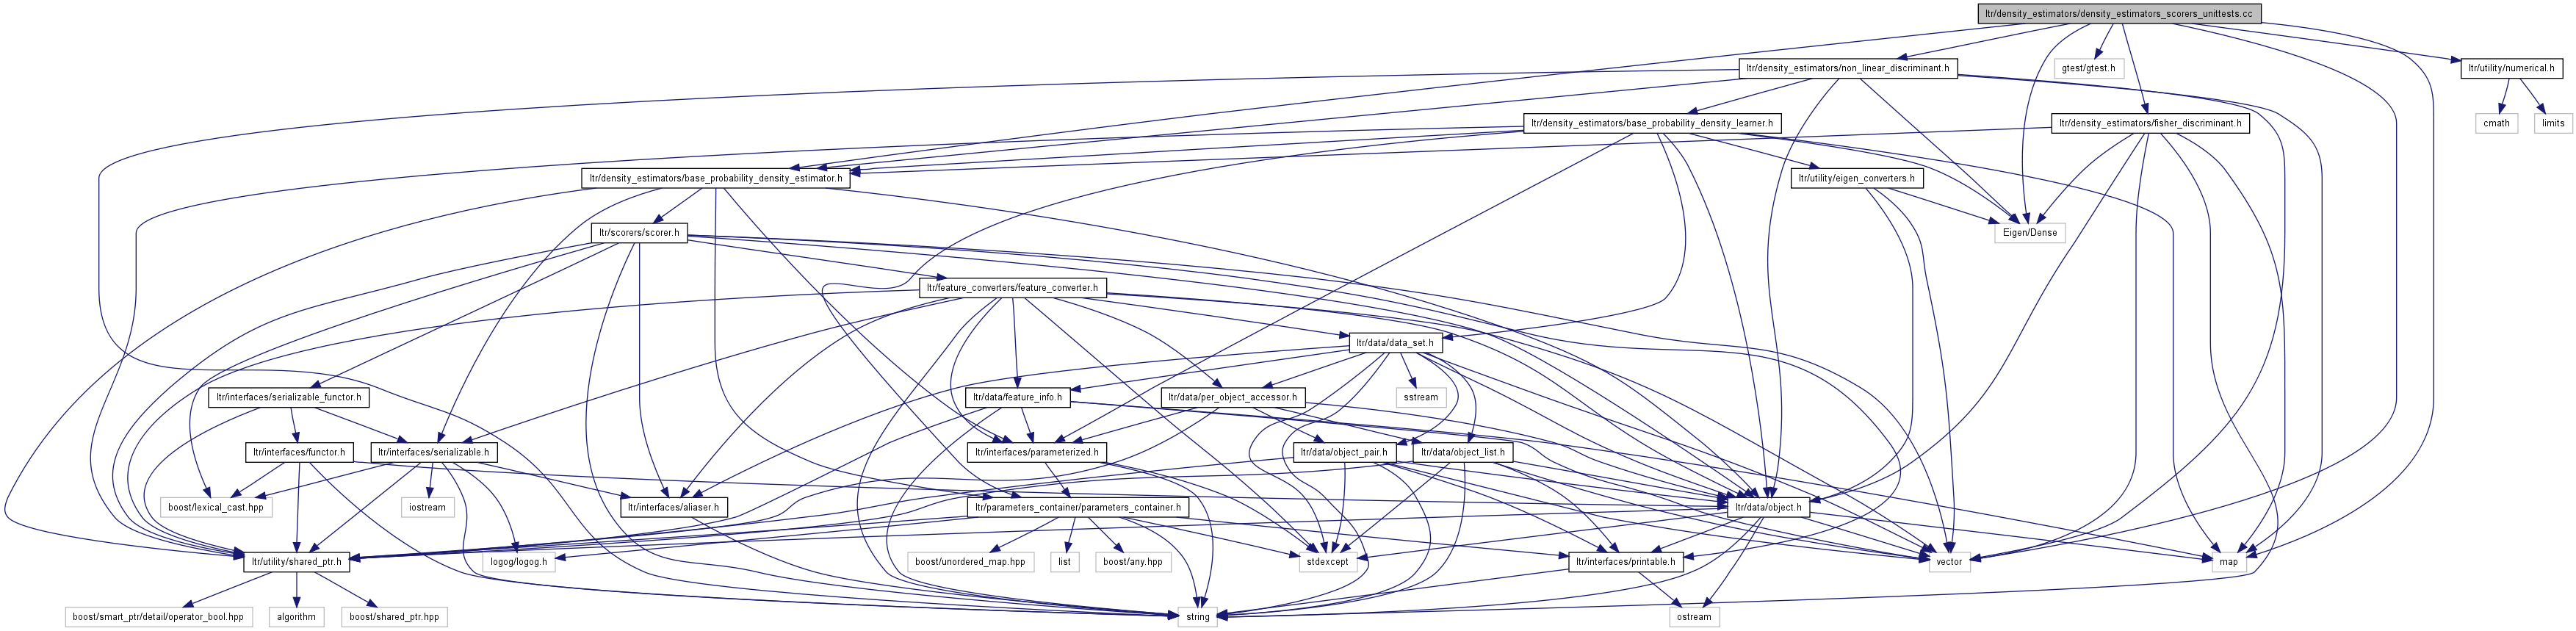 ltr/density_estimators/density_estimators_scorers_unittests.cc
ltr/density_estimators/non_linear_discriminant.h
gtest/gtest.h
ltr/utility/numerical.h
ltr/density_estimators/base_probability_density_learner.h
ltr/density_estimators/fisher_discriminant.h
cmath
limits
ltr/density_estimators/base_probability_density_estimator.h
ltr/utility/eigen_converters.h
ltr/scorers/scorer.h
Eigen/Dense
ltr/feature_converters/feature_converter.h
ltr/data/data_set.h
ltr/interfaces/serializable_functor.h
ltr/data/feature_info.h
ltr/data/per_object_accessor.h
sstream
ltr/interfaces/functor.h
ltr/interfaces/serializable.h
ltr/interfaces/parameterized.h
ltr/data/object_pair.h
ltr/data/object_list.h
boost/lexical_cast.hpp
iostream
ltr/interfaces/aliaser.h
ltr/parameters_container/parameters_container.h
ltr/data/object.h
ltr/utility/shared_ptr.h
logog/logog.h
boost/unordered_map.hpp
list
boost/any.hpp
stdexcept
ltr/interfaces/printable.h
vector
map
boost/smart_ptr/detail/operator_bool.hpp
algorithm
boost/shared_ptr.hpp
string
ostream